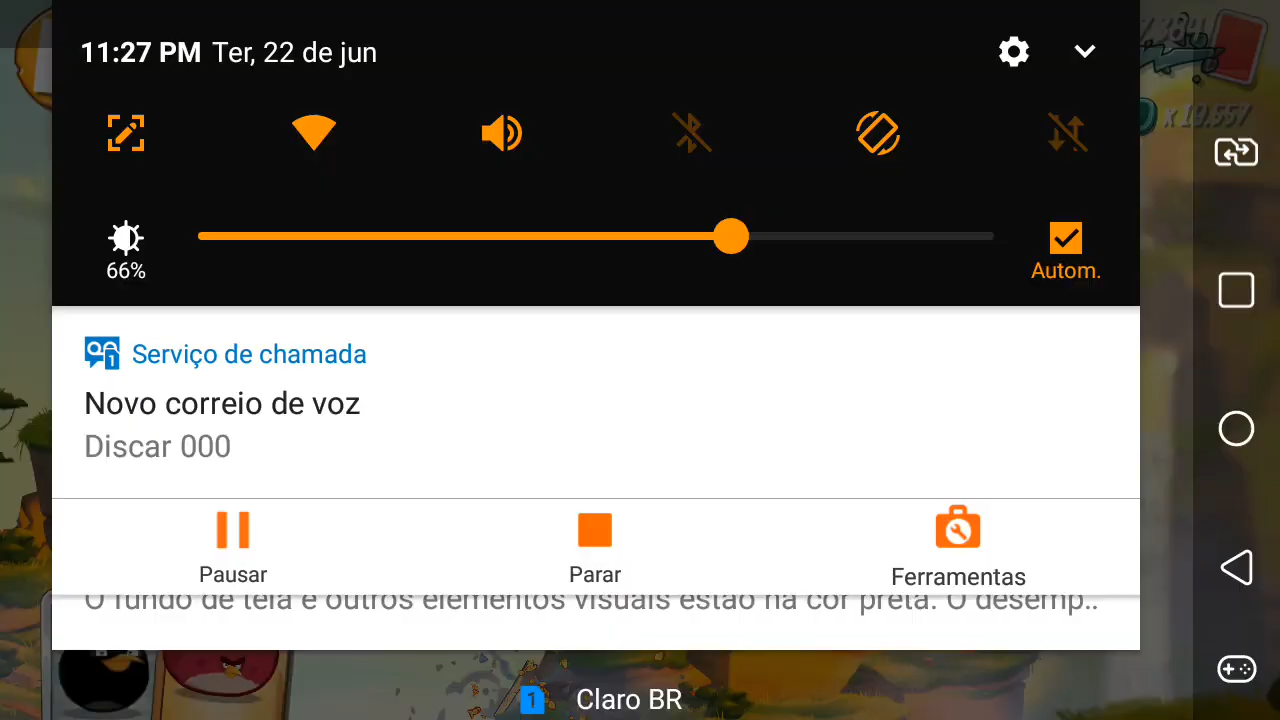 11:27 PM Ter, 22 de jun
66%
Autom.
Serviço de chamada
Novo correio de voz
Discar 000
Pausar
Parar
Ferramentas
O fundo de tela e outros elementos visuais estão na cor preta. O desemp..
1 Claro BR